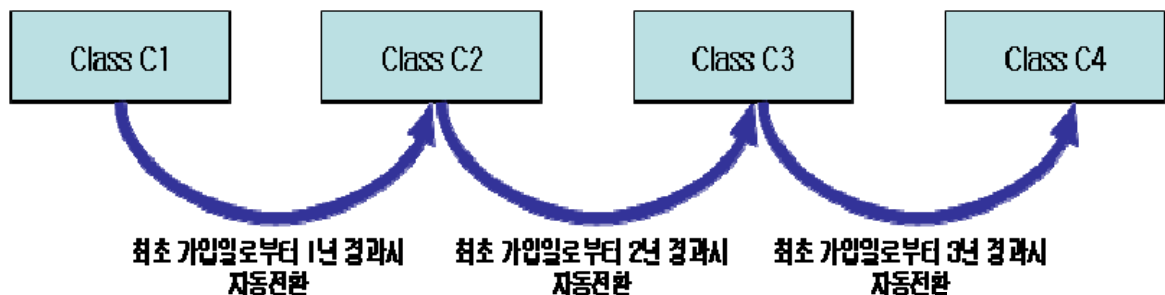 Class C1
Class C2
Class C3
Class C4
최초 가입일로부터 1년 경과시
자동전환
최초 가입일로부터 2년 경과시
자동전환
최초 가입일로부터 3년 경과시
자동전환